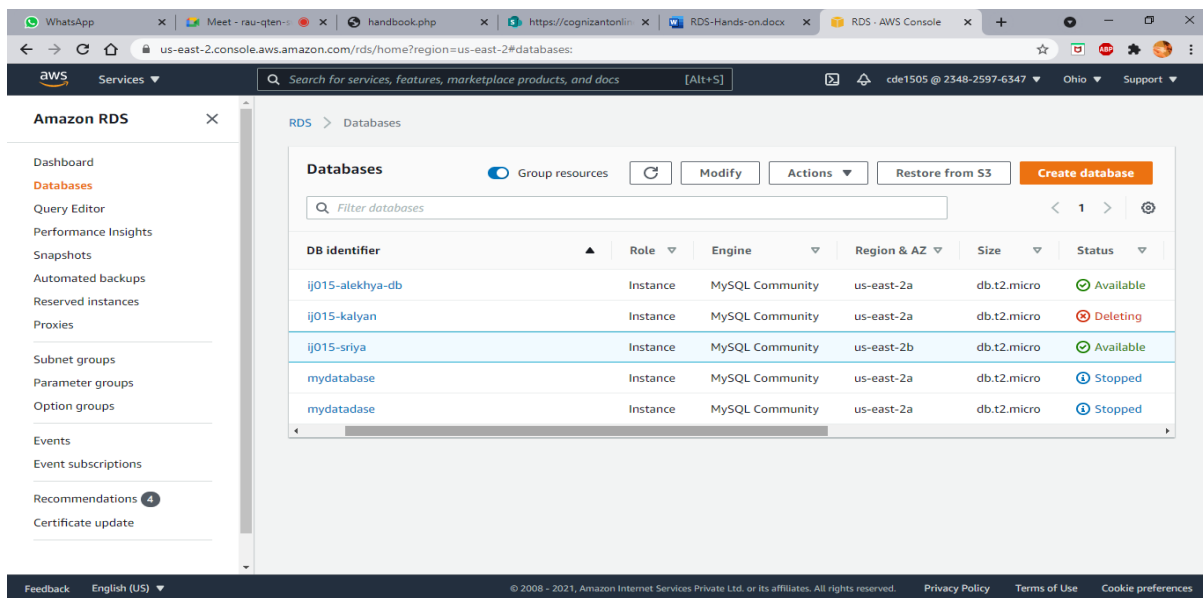 WhatsApp Meet - rau-qten-s handbook.php https://cognizantonlin RDS-Hands-on.docx RDS - AWS Console
us-east-2.console.aws.amazon.com/rds/home?region=us-east-2#databases: ABP
aws Services ▼ Search for services, features, marketplace products, and docs [Alt+S] cde1505 @ 2348-2597-6347 ▼ Ohio ▼ Support ▼
Amazon RDS
Dashboard
Databases
Query Editor
Performance Insights
Snapshots
Automated backups
Reserved instances
Proxies
Subnet groups
Parameter groups
Option groups
Events
Event subscriptions
Recommendations 4
Certificate update
RDS > Databases
Databases Group resources Modify Actions ▼ Restore from S3 Create database
Filter databases < 1 >
DB identifier Role Engine Region & AZ Size Status
ij015-alekhya-db Instance MySQL Community us-east-2a db.t2.micro Available
ij015-kalyan Instance MySQL Community us-east-2a db.t2.micro Deleting
ij015-sriya Instance MySQL Community us-east-2b db.t2.micro Available
mydatabase Instance MySQL Community us-east-2a db.t2.micro Stopped
mydatadase Instance MySQL Community us-east-2a db.t2.micro Stopped
Feedback English (US) ▼ © 2008 - 2021, Amazon Internet Services Private Ltd. or its affiliates. All rights reserved. Privacy Policy Terms of Use Cookie preferences